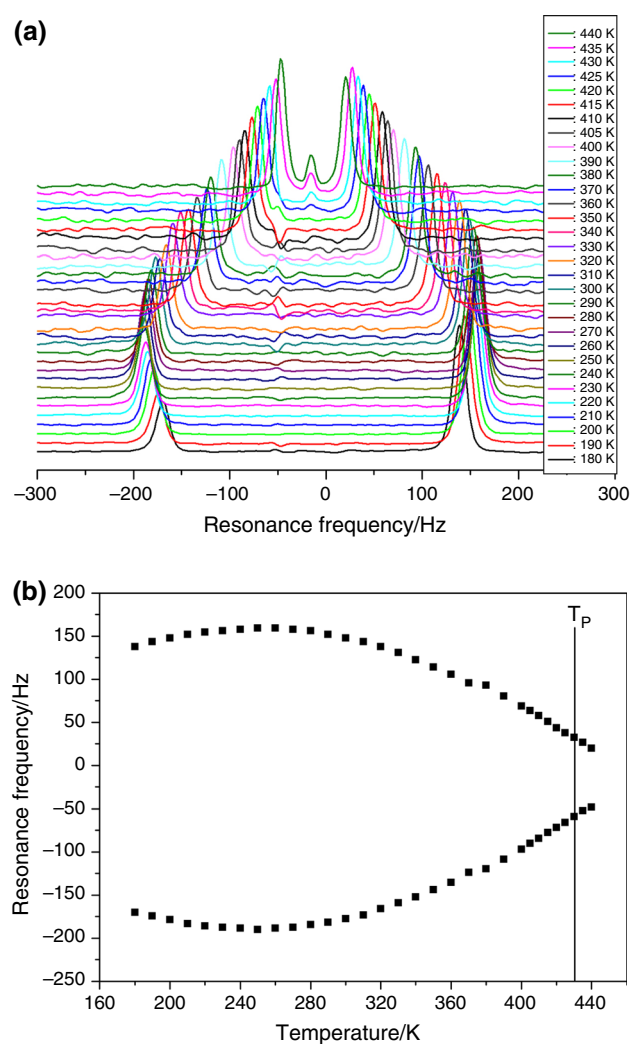 (a)
: 440 K
: 435 K
: 430 K
: 425 K
: 420 K
: 415 K
: 410 K
: 405 K
: 400 K
: 390 K
: 380 K
: 370 K
: 360 K
: 350 K
: 340 K
: 330 K
: 320 K
: 310 K
: 300 K
: 290 K
: 280 K
: 270 K
: 260 K
: 250 K
: 240 K
: 230 K
: 220 K
: 210 K
: 200 K
: 190 K
: 180 K
–300 –200 –100 0 100 200 300
Resonance frequency/Hz
(b)
200
150
100
50
0
–50
–100
–150
–200
–250
Resonance frequency/Hz
TP
160 200 240 280 320 360 400 440
Temperature/K